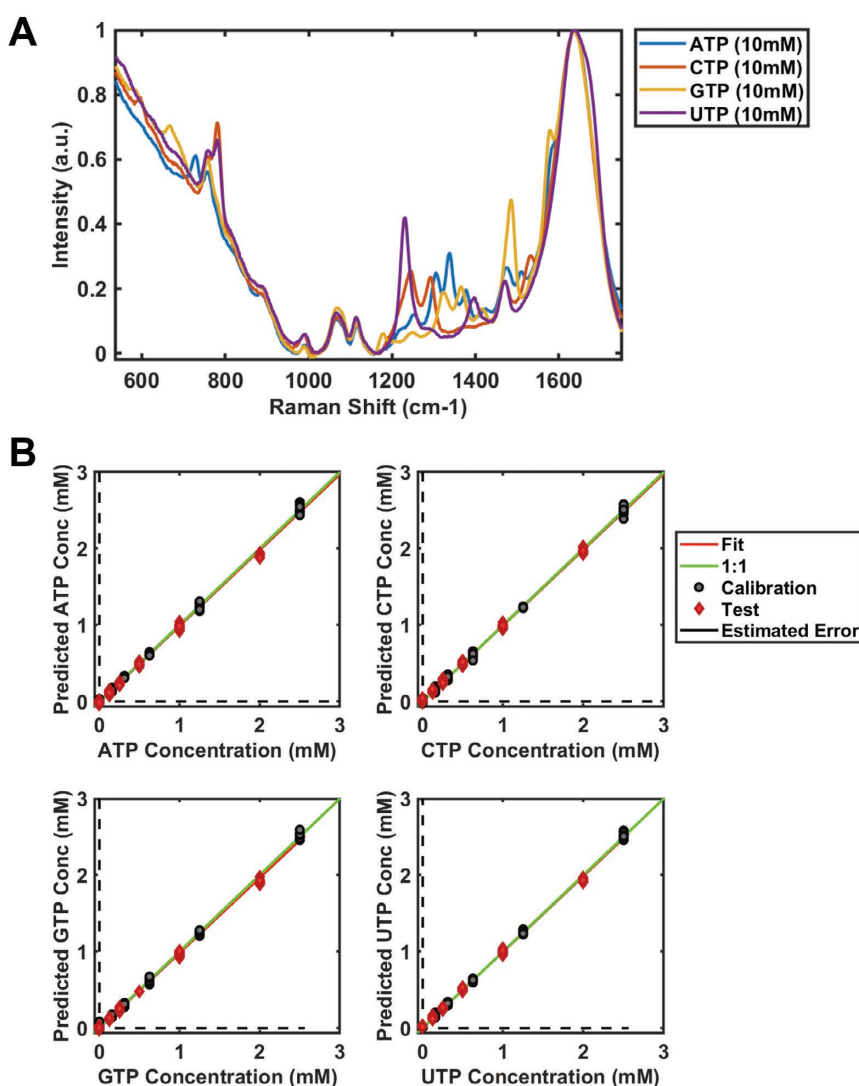 A
1
0.8
0.6
0.4
0.2
0
Intensity (a.u.)
600 800 1000 1200 1400 1600
Raman Shift (cm-1)
ATP (10mM)
CTP (10mM)
GTP (10mM)
UTP (10mM)
B
3
2
1
0
Predicted ATP Conc (mM)
0 1 2 3
ATP Concentration (mM)
3
2
1
0
Predicted CTP Conc (mM)
0 1 2 3
CTP Concentration (mM)
Fit
1:1
Calibration
Test
Estimated Error
3
2
1
0
Predicted GTP Conc (mM)
0 1 2 3
GTP Concentration (mM)
3
2
1
0
Predicted UTP Conc (mM)
0 1 2 3
UTP Concentration (mM)